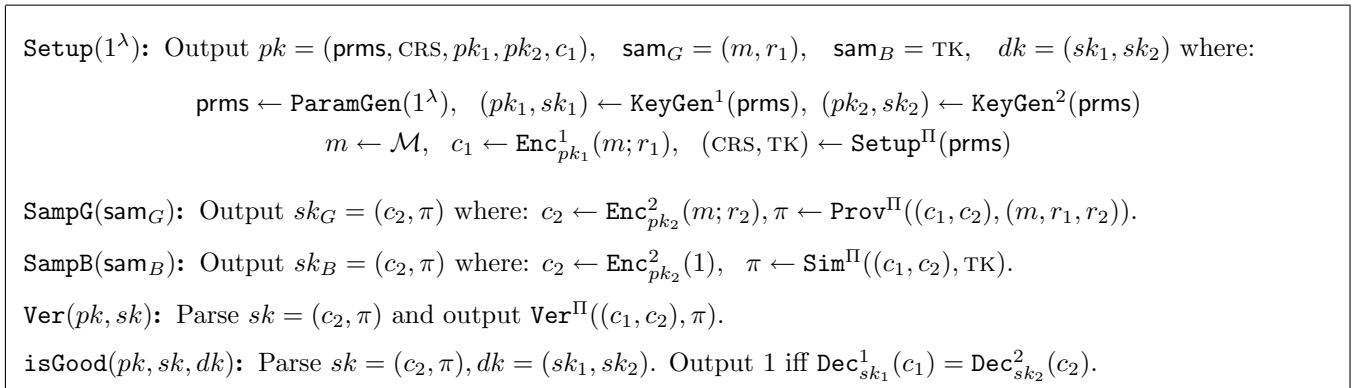 Setup(1^λ): Output pk = (prms, CRS, pk_1, pk_2, c_1), sam_G = (m, r_1), sam_B = TK, dk = (sk_1, sk_2) where:
prms ← ParamGen(1^λ), (pk_1, sk_1) ← KeyGen^1(prms), (pk_2, sk_2) ← KeyGen^2(prms)
m ← ℳ, c_1 ← Enc^1_{pk_1}(m; r_1), (CRS, TK) ← Setup^Π(prms)
SampG(sam_G): Output sk_G = (c_2, π) where: c_2 ← Enc^2_{pk_2}(m; r_2), π ← Prov^Π((c_1, c_2), (m, r_1, r_2)).
SampB(sam_B): Output sk_B = (c_2, π) where: c_2 ← Enc^2_{pk_2}(1), π ← Sim^Π((c_1, c_2), TK).
Ver(pk, sk): Parse sk = (c_2, π) and output Ver^Π((c_1, c_2), π).
isGood(pk, sk, dk): Parse sk = (c_2, π), dk = (sk_1, sk_2). Output 1 iff Dec^1_{sk_1}(c_1) = Dec^2_{sk_2}(c_2).